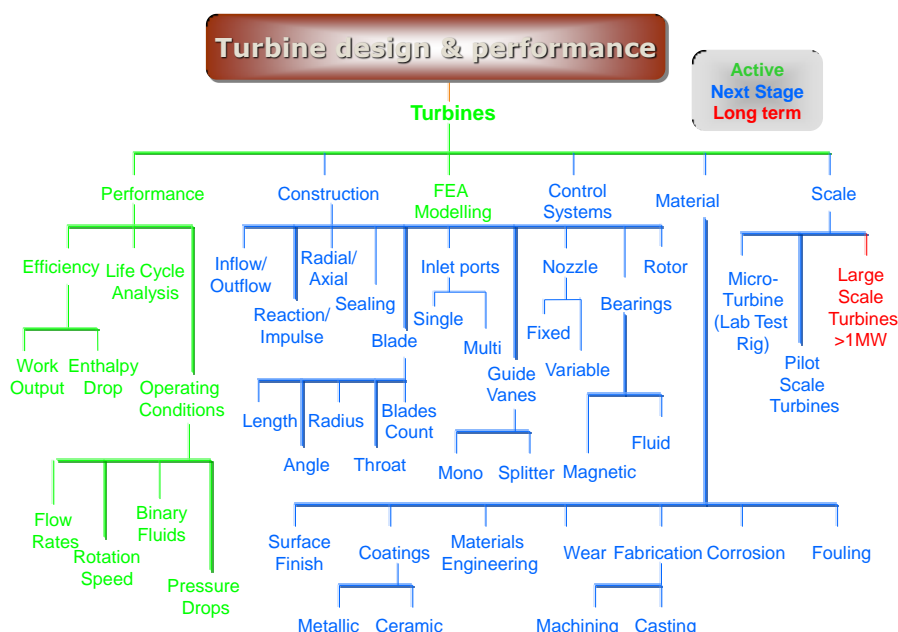 Turbine design & performance
Active
Next Stage
Long term
Turbines
Performance
Construction
FEA
Modelling
Control
Systems
Material
Scale
Efficiency
Life Cycle
Analysis
Work
Output
Enthalpy
Drop
Operating
Conditions
Flow
Rates
Rotation
Speed
Binary
Fluids
Pressure
Drops
Inflow/
Outflow
Reaction/
Impulse
Radial/
Axial
Sealing
Blade
Inlet ports
Single
Multi
Guide
Vanes
Nozzle
Fixed
Variable
Bearings
Rotor
Length
Angle
Radius
Throat
Blades
Count
Mono
Splitter
Magnetic
Fluid
Micro-
Turbine
(Lab Test
Rig)
Pilot
Scale
Turbines
Large
Scale
Turbines
>1MW
Surface
Finish
Coatings
Materials
Engineering
Wear
Fabrication
Corrosion
Fouling
Metallic
Ceramic
Machining
Casting